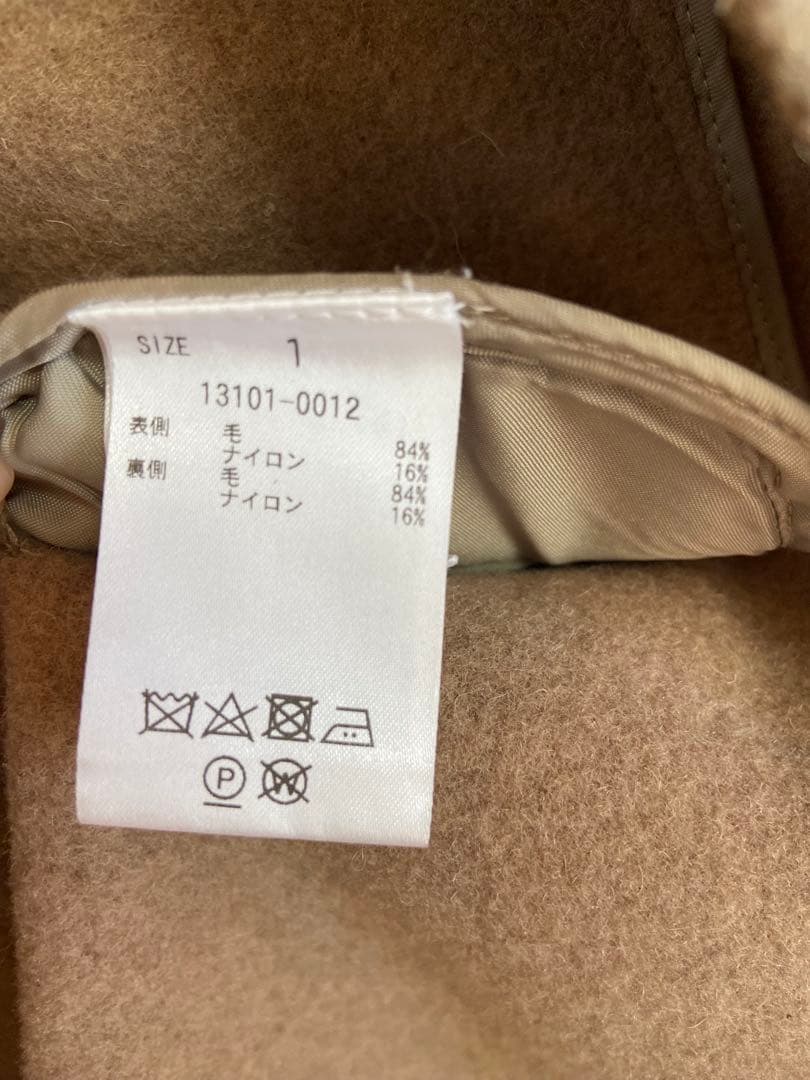 SIZE 1
13101-0012
表側 毛 84%
ナイロン 16%
裏側 毛 84%
ナイロン 16%
P W